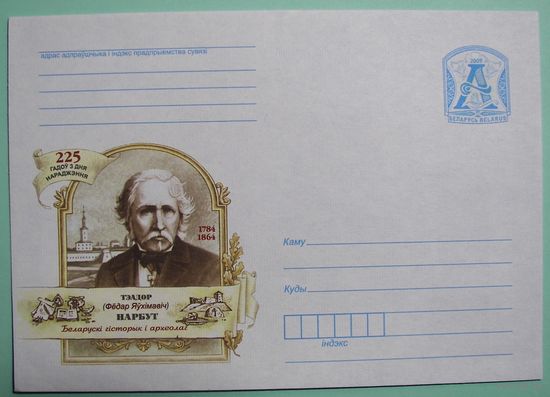 адрас адпраўшчыка і індэкс прадпрыемства сувязі
2009
А
БЕЛАРУСЬ BELARUS
225
ГАДОЎ З ДНЯ
НАРАДЖЭННЯ
1784
1864
ТЭАДОР
(Фёдар Яўхімавіч)
НАРБУТ
Беларускі гісторык і археолаг
Каму
Куды
індэкс